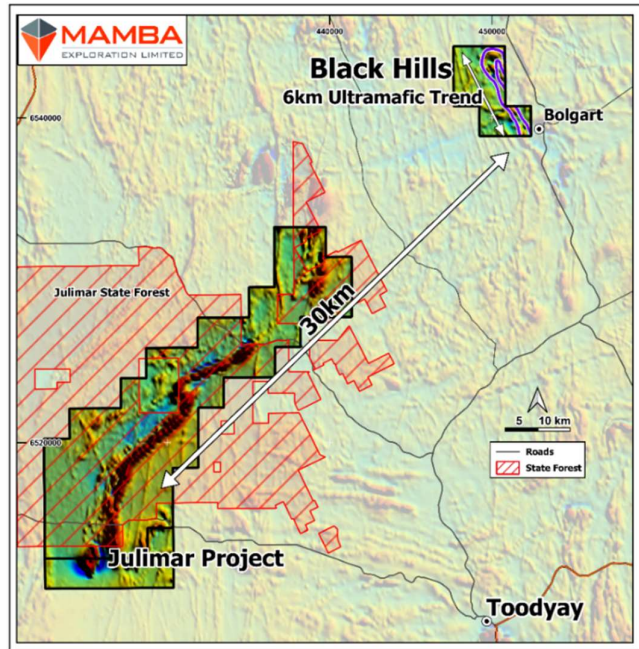 MAMBA
EXPLORATION LIMITED
440000
450000
Black Hills
6km Ultramafic Trend
Bolgart
6540000
Julimar State Forest
30km
6520000
5 10 km
Roads
State Forest
Julimar Project
Toodyay